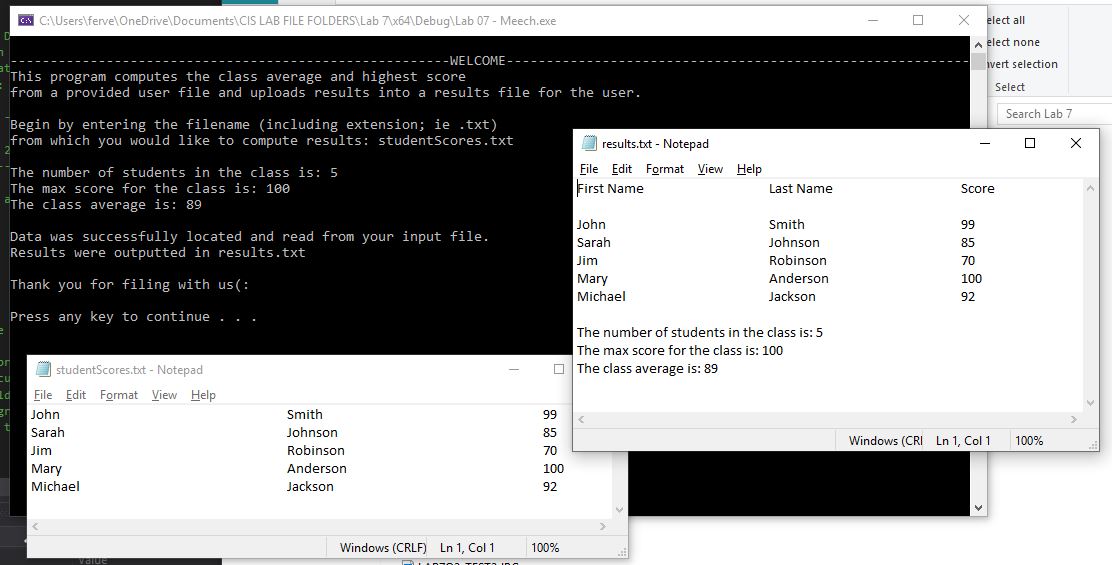 C:\Users\ferve\OneDrive\Documents\CIS LAB FILE FOLDERS\Lab 7\x64\Debug\Lab 07 - Meech.exe
WELCOME
This program computes the class average and highest score
from a provided user file and uploads results into a results file for the user.
Begin by entering the filename (including extension; ie .txt)
from which you would like to compute results: studentScores.txt
The number of students in the class is: 5
The max score for the class is: 100
The class average is: 89
Data was successfully located and read from your input file.
Results were outputted in results.txt
Thank you for filing with us(:
Press any key to continue . . .
elect all
elect none
nvert selection
Select
Search Lab 7
results.txt - Notepad
File Edit Format View Help
First Name Last Name Score
John Smith 99
Sarah Johnson 85
Jim Robinson 70
Mary Anderson 100
Michael Jackson 92
The number of students in the class is: 5
The max score for the class is: 100
The class average is: 89
Windows (CRI Ln 1, Col 1 100%
studentScores.txt - Notepad
File Edit Format View Help
John Smith 99
Sarah Johnson 85
Jim Robinson 70
Mary Anderson 100
Michael Jackson 92
Windows (CRLF) Ln 1, Col 1 100%
Value